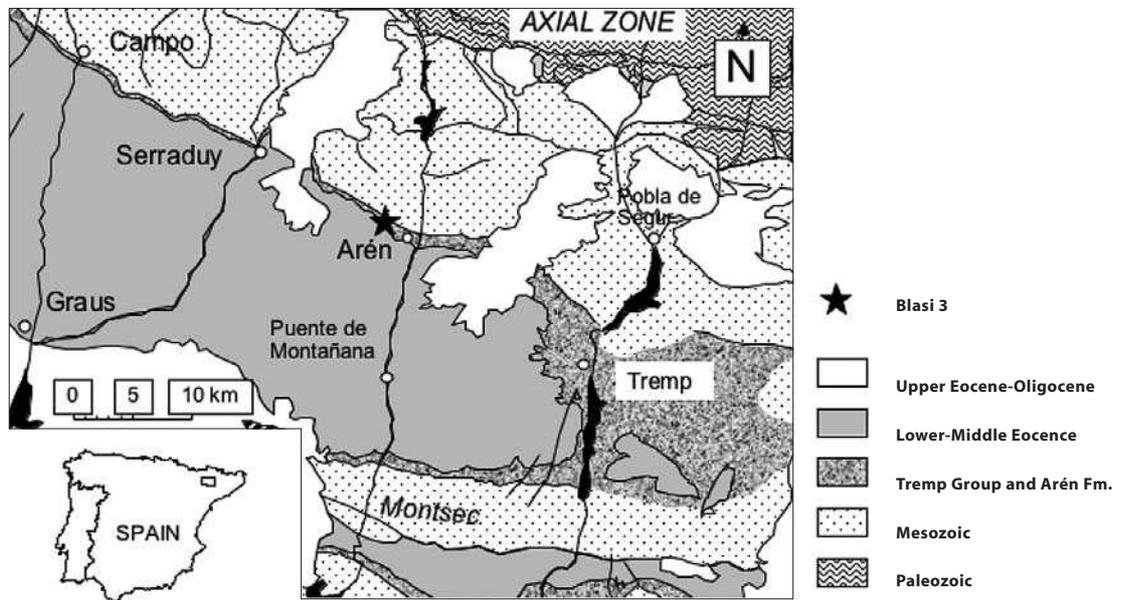 AXIAL ZONE
N
Campo
Serraduy
Pobla de
Segur
Arén
Graus
Puente de
Montañana
Tremp
0 5 10 km
Montsec
SPAIN
Blasi 3
Upper Eocene-Oligocene
Lower-Middle Eocence
Tremp Group and Arén Fm.
Mesozoic
Paleozoic